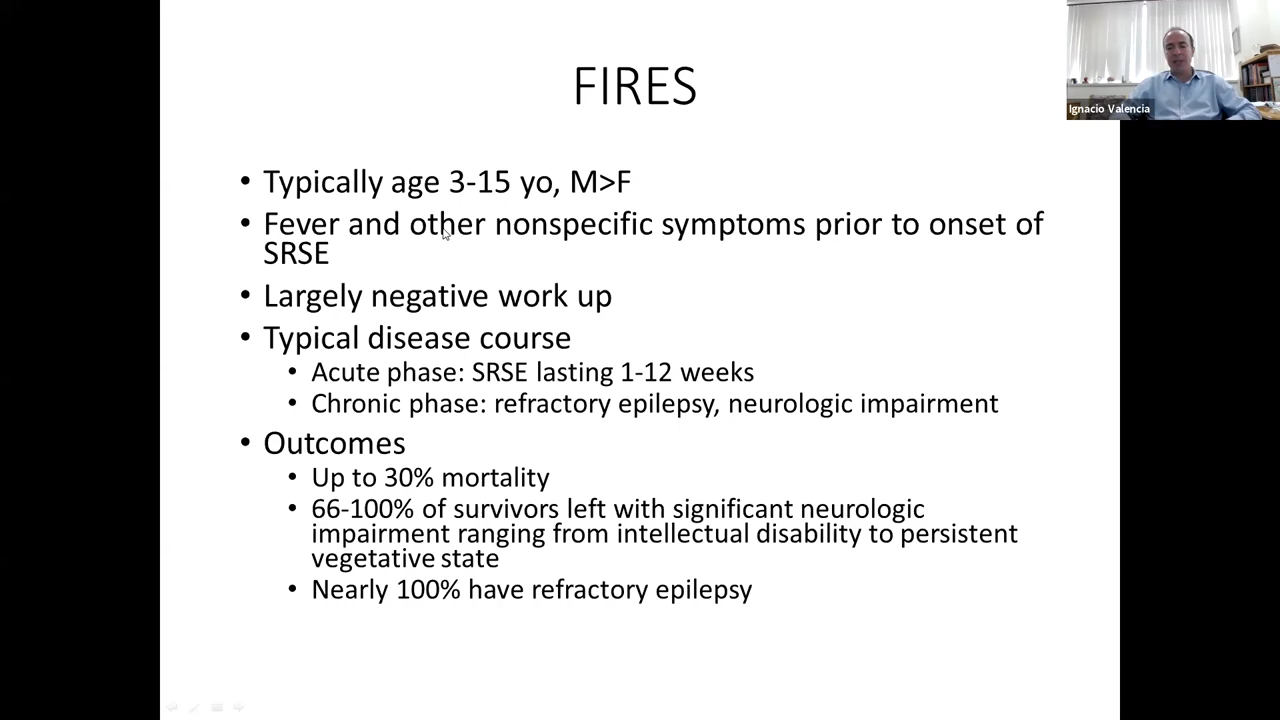 FIRES
Ignacio Valencia
• Typically age 3-15 yo, M>F
• Fever and other nonspecific symptoms prior to onset of
SRSE
• Largely negative work up
• Typical disease course
• Acute phase: SRSE lasting 1-12 weeks
• Chronic phase: refractory epilepsy, neurologic impairment
• Outcomes
• Up to 30% mortality
• 66-100% of survivors left with significant neurologic
impairment ranging from intellectual disability to persistent
vegetative state
• Nearly 100% have refractory epilepsy